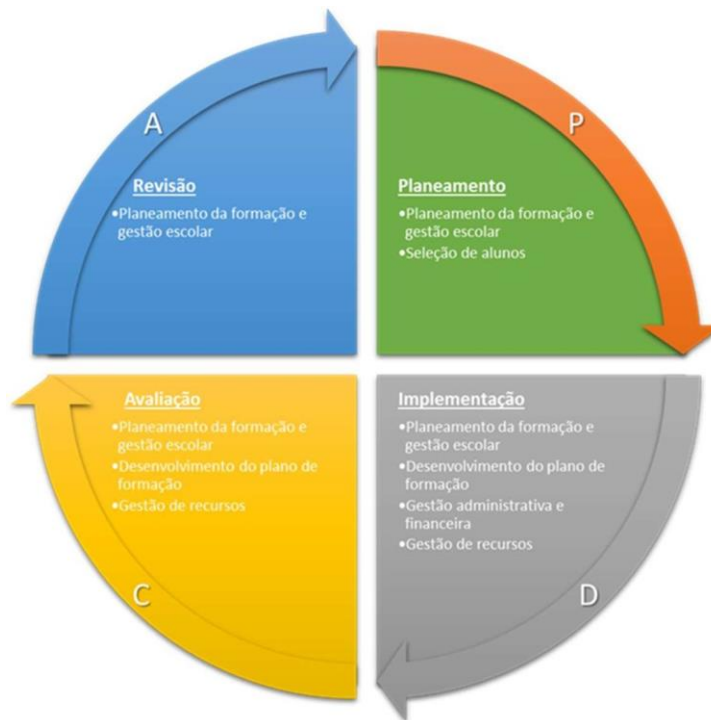 A
Revisão
•Planeamento da formação e
gestão escolar
P
Planeamento
•Planeamento da formação e
gestão escolar
•Seleção de alunos
Avaliação
•Planeamento da formação e
gestão escolar
•Desenvolvimento do plano de
formação
•Gestão de recursos
C
Implementação
•Planeamento da formação e
gestão escolar
•Desenvolvimento do plano de
formação
•Gestão administrativa e
financeira
•Gestão de recursos
D